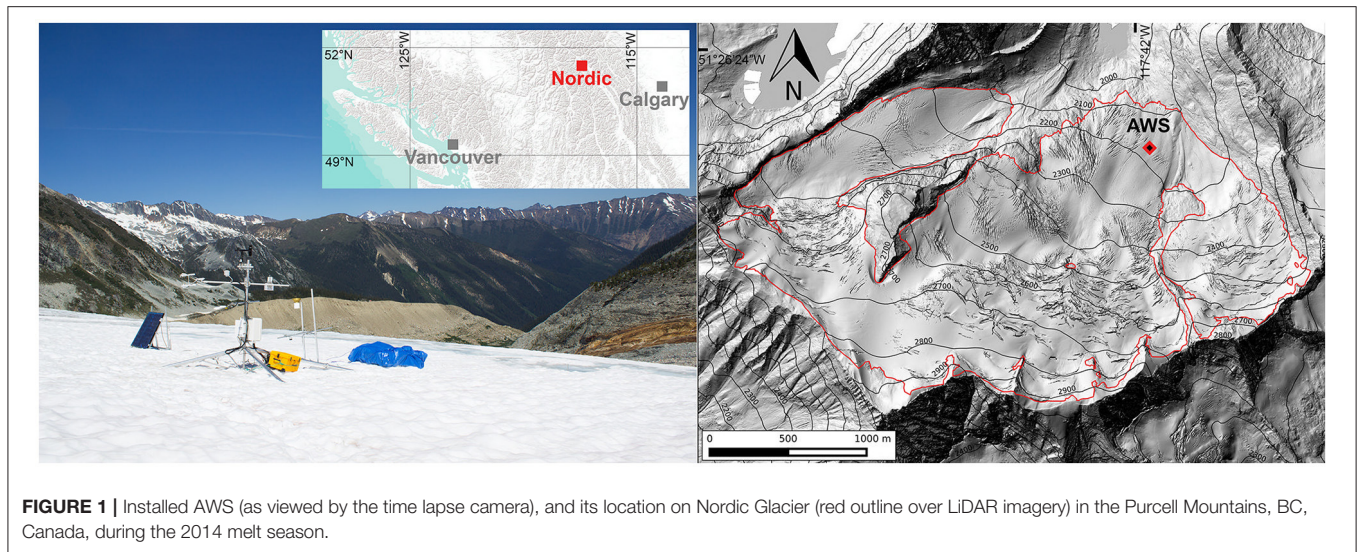 52°N
125°W
115°W
Nordic
Calgary
Vancouver
49°N
51°26'24"W
117°42'W
N
2000
2100
2200
AWS
2300
2200
2700
2500
2400
2600
2700
2700
2800
2800
2900
2900
0 500 1000 m
FIGURE 1 | Installed AWS (as viewed by the time lapse camera), and its location on Nordic Glacier (red outline over LiDAR imagery) in the Purcell Mountains, BC,
Canada, during the 2014 melt season.